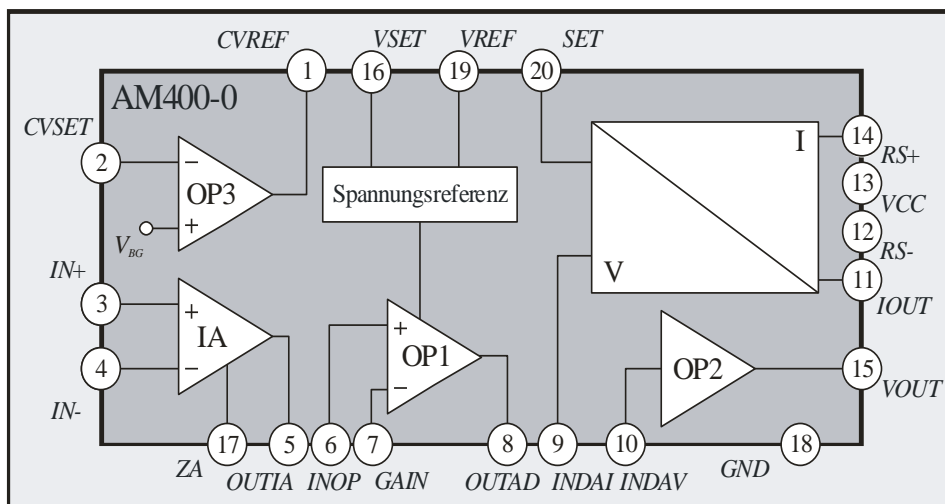 CVREF VSET VREF SET
1 16 19 20
AM400-0
CVSET
2
−
OP3
+
V_BG
Spannungsreferenz
I
V
14
RS+
13
VCC
12
RS-
11
IOUT
IN+
3
+
IA
−
4
IN-
+
OP1
−
OP2
15
VOUT
17 5 6 7 8 9 10 18
ZA OUTIA INOP GAIN OUTAD INDAI INDAV GND